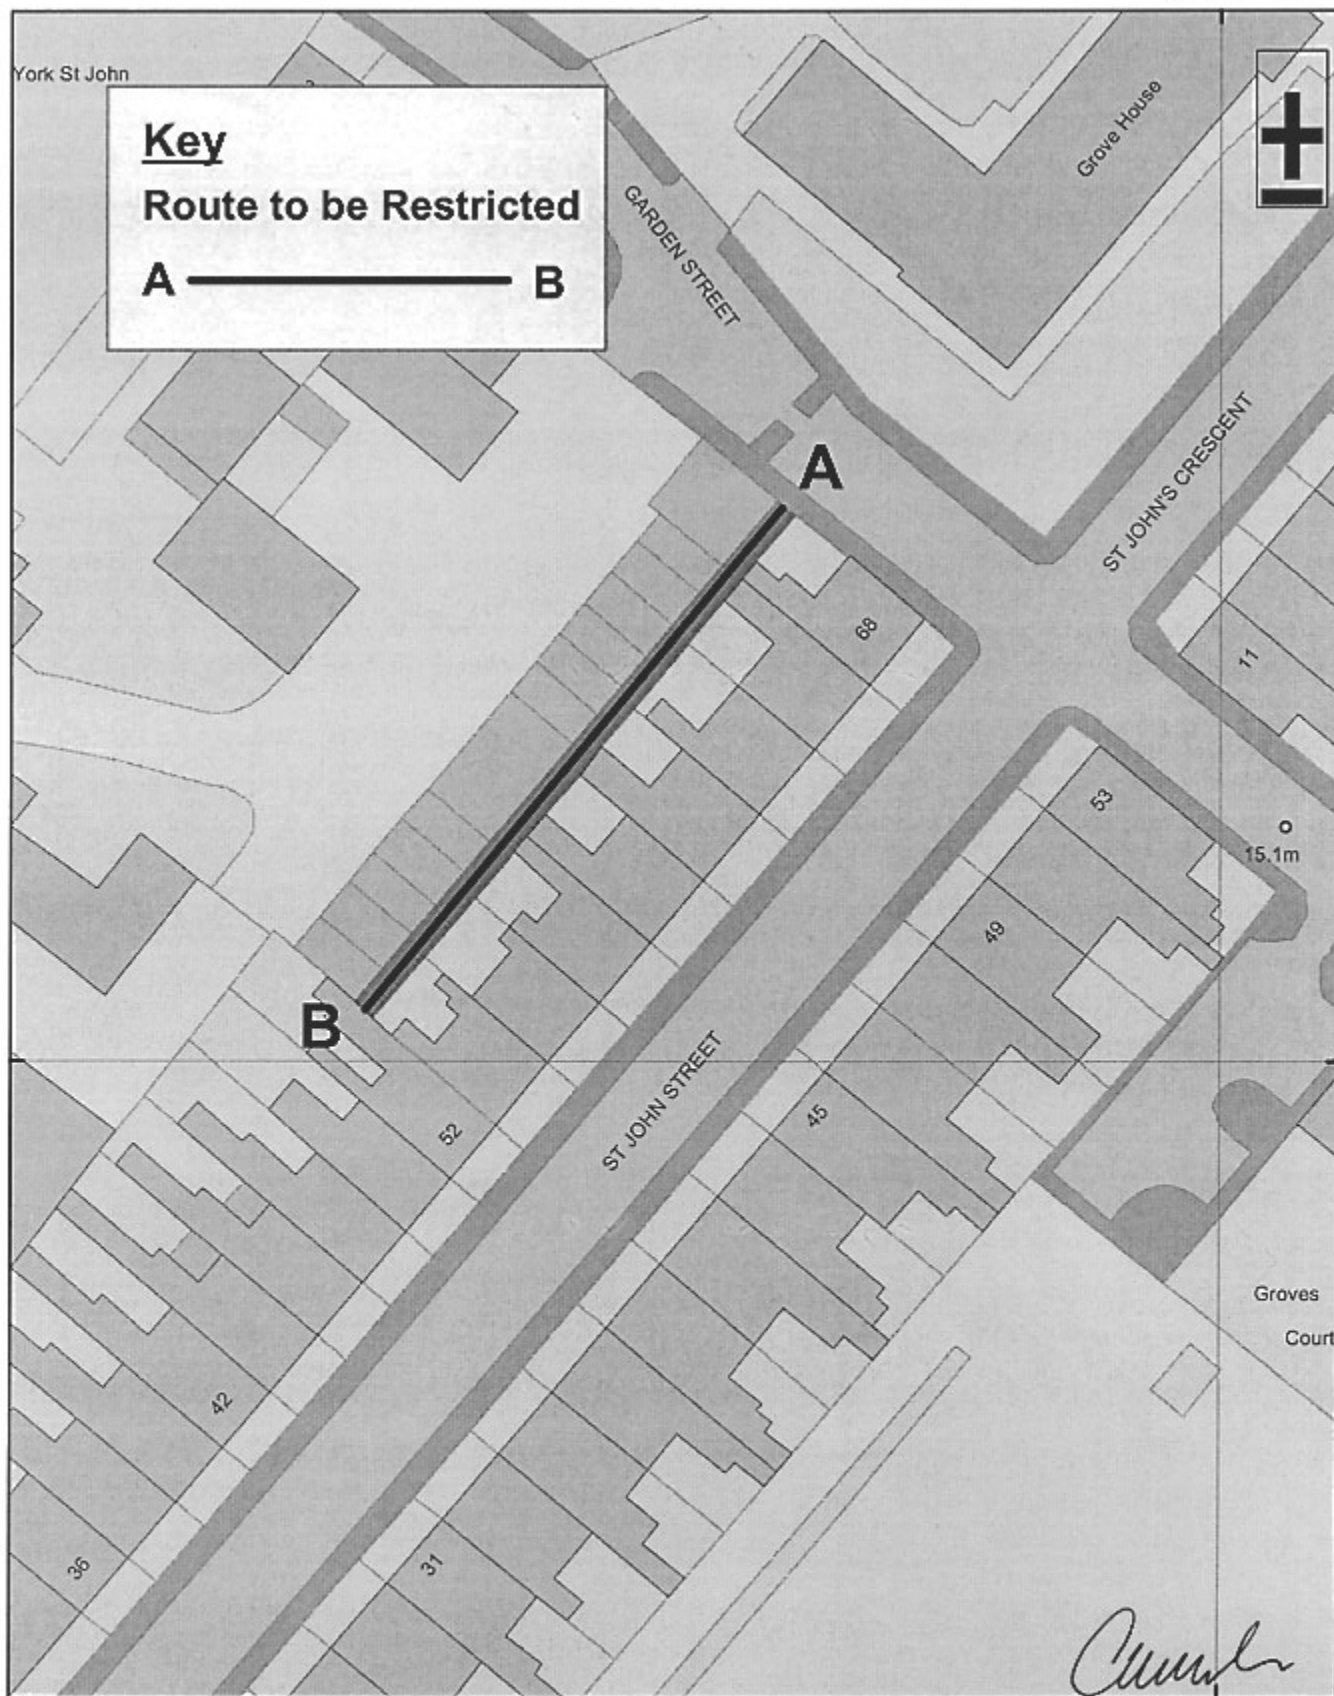 York St John
Key
Route to be Restricted
A B
Grove House
GARDEN STREET
ST JOHN'S CRESCENT
A
68
11
53
15.1m
49
B
52
ST JOHN STREET
45
Groves
Court
42
36
31